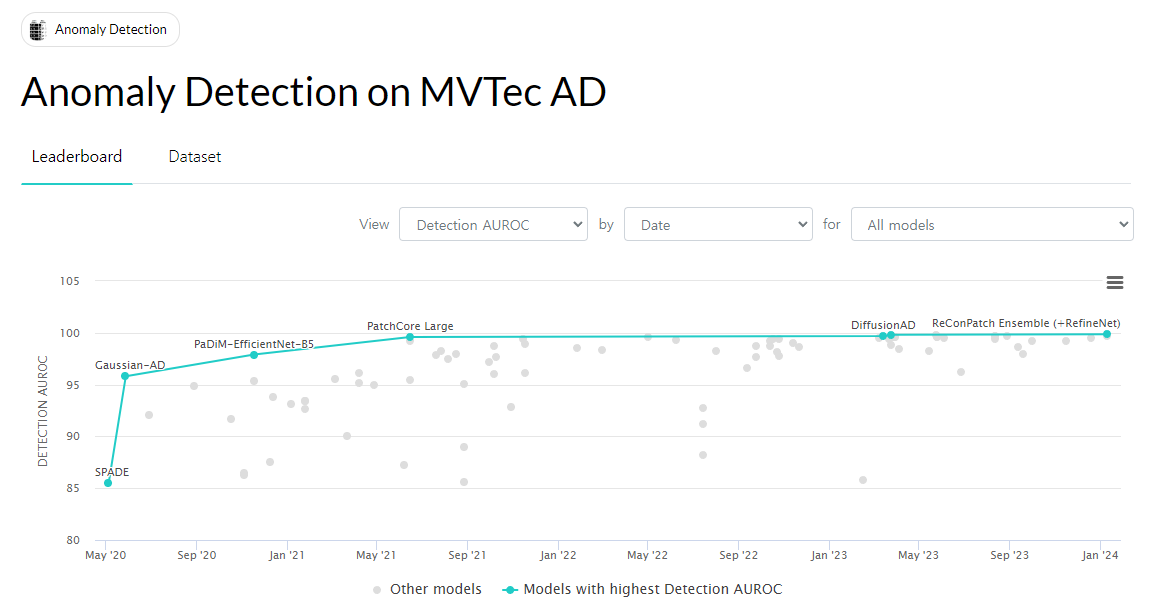 Anomaly Detection
Anomaly Detection on MVTec AD
Leaderboard Dataset
View Detection AUROC by Date for All models
105
100
95
90
85
80
DETECTION AUROC
SPADE
Gaussian-AD
PaDiM-EfficientNet-B5
PatchCore Large
DiffusionAD
ReConPatch Ensemble (+RefineNet)
May '20 Sep '20 Jan '21 May '21 Sep '21 Jan '22 May '22 Sep '22 Jan '23 May '23 Sep '23 Jan '24
Other models Models with highest Detection AUROC